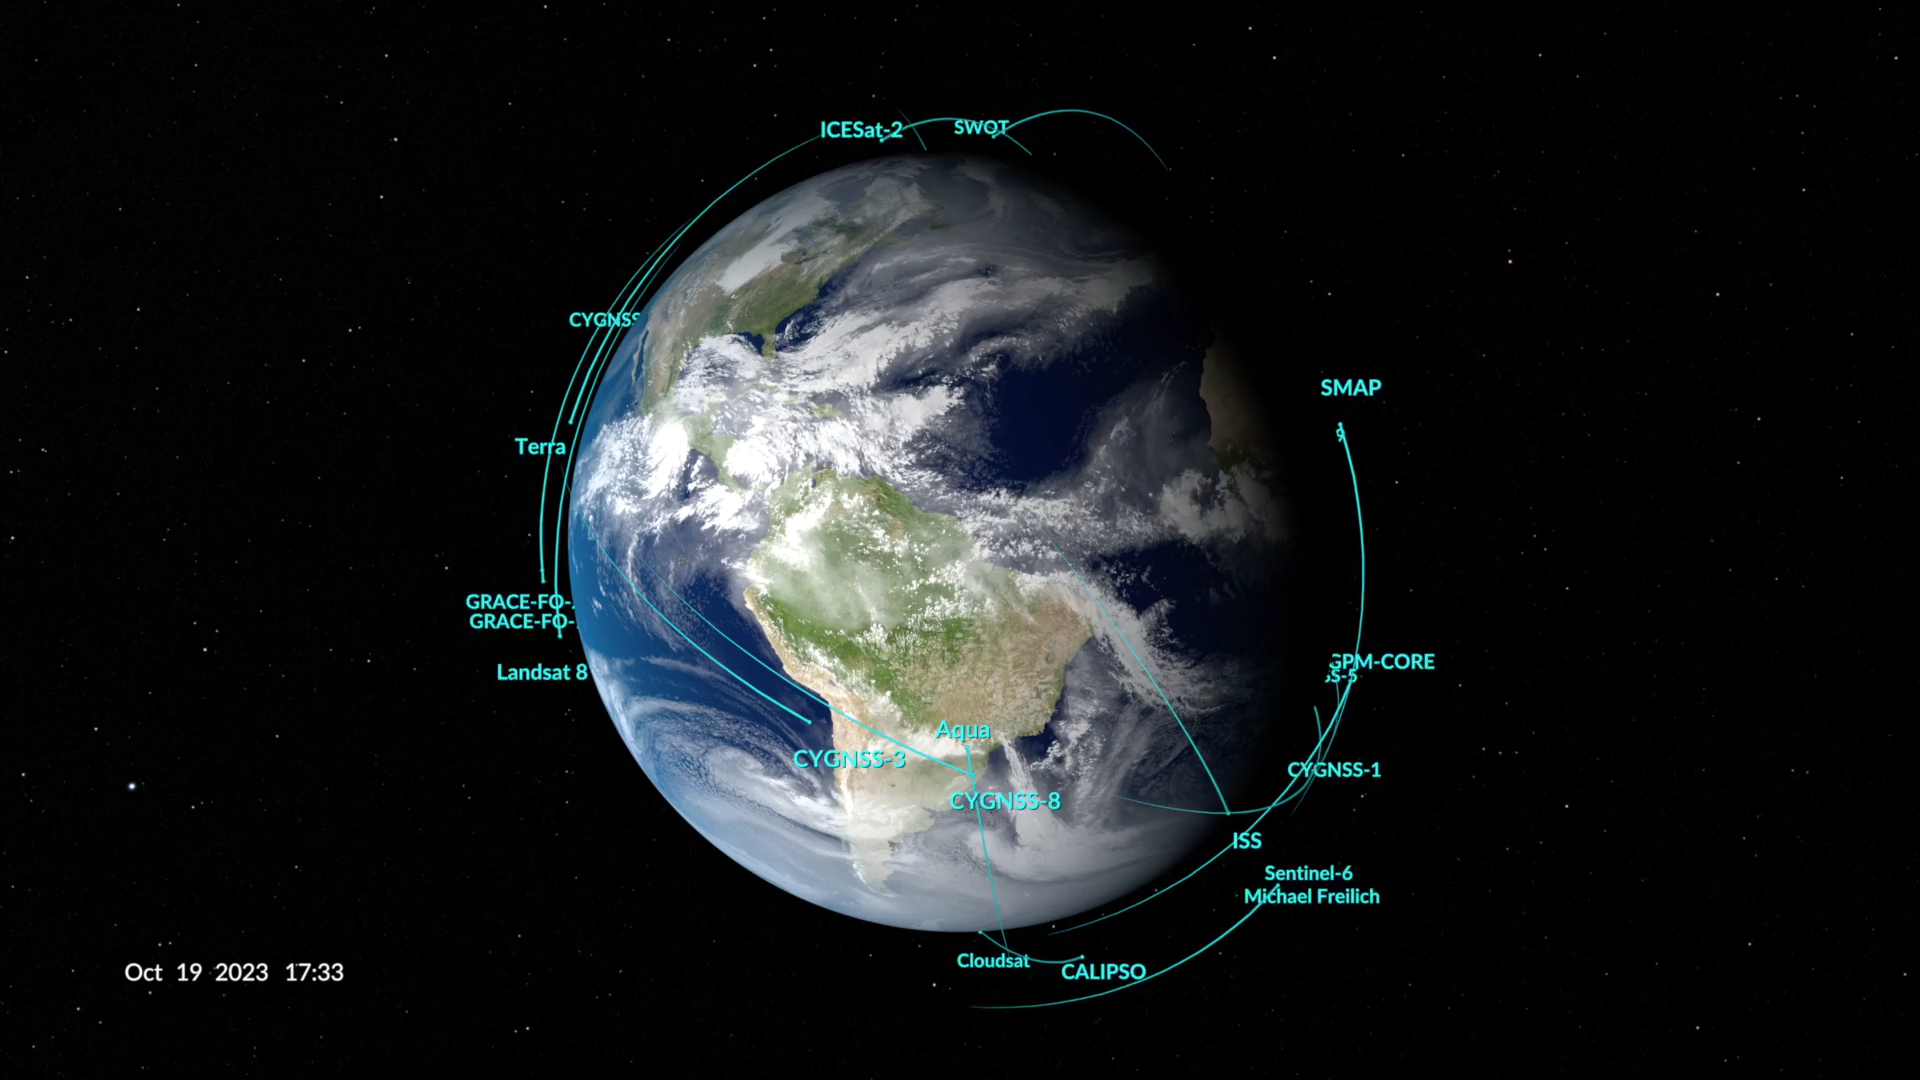 ICESat-2
SWOT
CYGNSS
SMAP
Terra
GRACE-FO-
GRACE-FO-
GPM-CORE
S-5
Landsat 8
Aqua
CYGNSS-3
CYGNSS-1
CYGNSS-8
ISS
Sentinel-6
Michael Freilich
Cloudsat
CALIPSO
Oct 19 2023 17:33